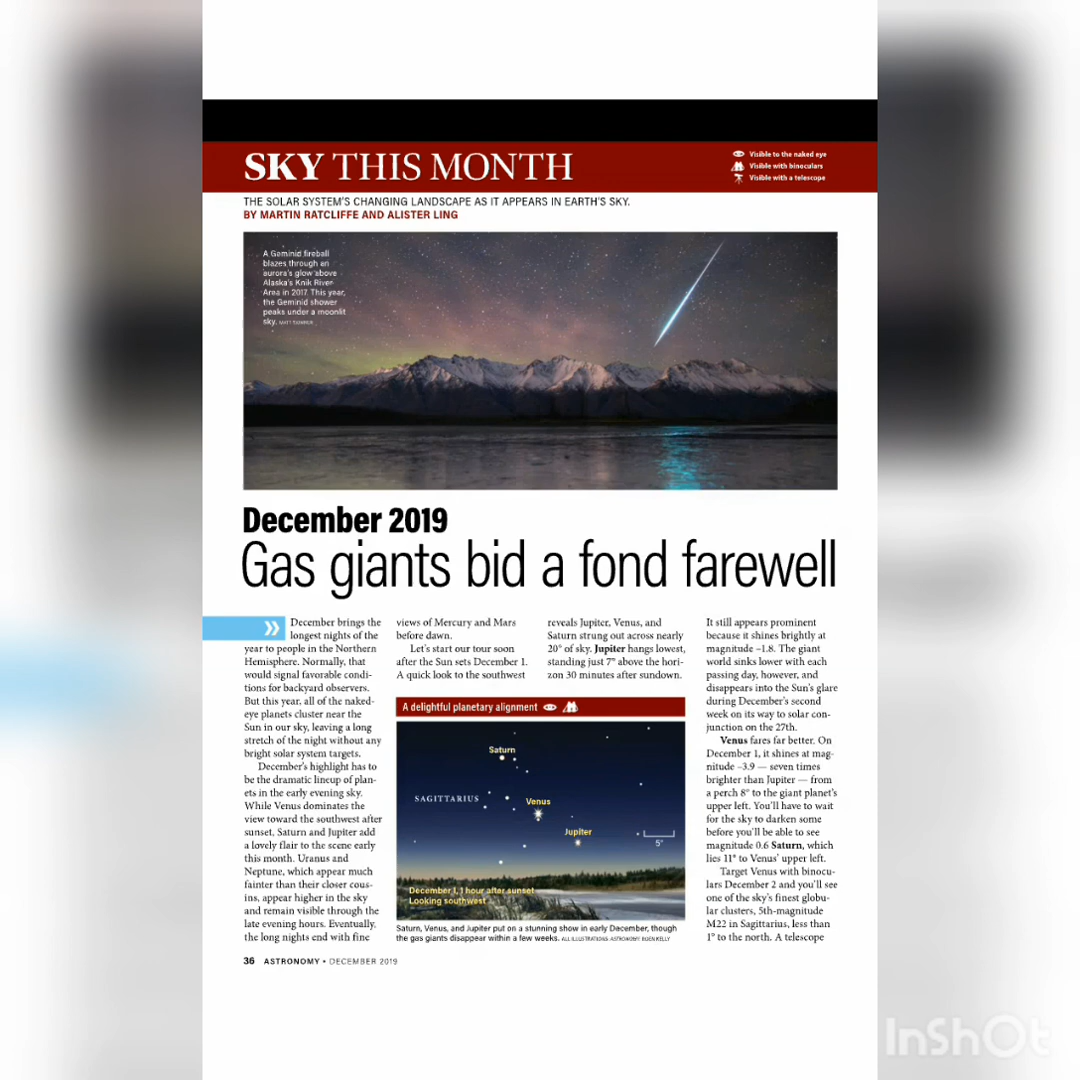 SKY THIS MONTH
Visible to the naked eye
Visible with binoculars
Visible with a telescope
THE SOLAR SYSTEM'S CHANGING LANDSCAPE AS IT APPEARS IN EARTH'S SKY.
BY MARTIN RATCLIFFE AND ALISTER LING
A Geminid fireball
blazes through an
aurora's glow above
Alaska's Knik River
Area in 2017. This year,
the Geminid shower
peaks under a moonlit
sky.
December 2019
Gas giants bid a fond farewell
»
December brings the
longest nights of the
year to people in the Northern
Hemisphere. Normally, that
would signal favorable condi-
tions for backyard observers.
But this year, all of the naked-
eye planets cluster near the
Sun in our sky, leaving a long
stretch of the night without any
bright solar system targets.
December's highlight has to
be the dramatic lineup of plan-
ets in the early evening sky.
While Venus dominates the
view toward the southwest after
sunset, Saturn and Jupiter add
a lovely flair to the scene early
this month. Uranus and
Neptune, which appear much
fainter than their closer cous-
ins, appear higher in the sky
and remain visible through the
late evening hours. Eventually,
the long nights end with fine
views of Mercury and Mars
before dawn.
Let's start our tour soon
after the Sun sets December 1.
A quick look to the southwest
reveals Jupiter, Venus, and
Saturn strung out across nearly
20° of sky. Jupiter hangs lowest,
standing just 7° above the hori-
zon 30 minutes after sundown.
A delightful planetary alignment
Saturn
SAGITTARIUS
Venus
Jupiter
5°
December 1, 1 hour after sunset
Looking southwest
Saturn, Venus, and Jupiter put on a stunning show in early December, though
the gas giants disappear within a few weeks. ALL ILLUSTRATIONS: ASTRONOMY: ROEN KELLY
It still appears prominent
because it shines brightly at
magnitude –1.8. The giant
world sinks lower with each
passing day, however, and
disappears into the Sun's glare
during December's second
week on its way to solar con-
junction on the 27th.
Venus fares far better. On
December 1, it shines at mag-
nitude –3.9 — seven times
brighter than Jupiter — from
a perch 8° to the giant planet's
upper left. You'll have to wait
for the sky to darken some
before you'll be able to see
magnitude 0.6 Saturn, which
lies 11° to Venus' upper left.
Target Venus with binocu-
lars December 2 and you'll see
one of the sky's finest globu-
lar clusters, 5th-magnitude
M22 in Sagittarius, less than
1° to the north. A telescope
36 ASTRONOMY • DECEMBER 2019
InShOt